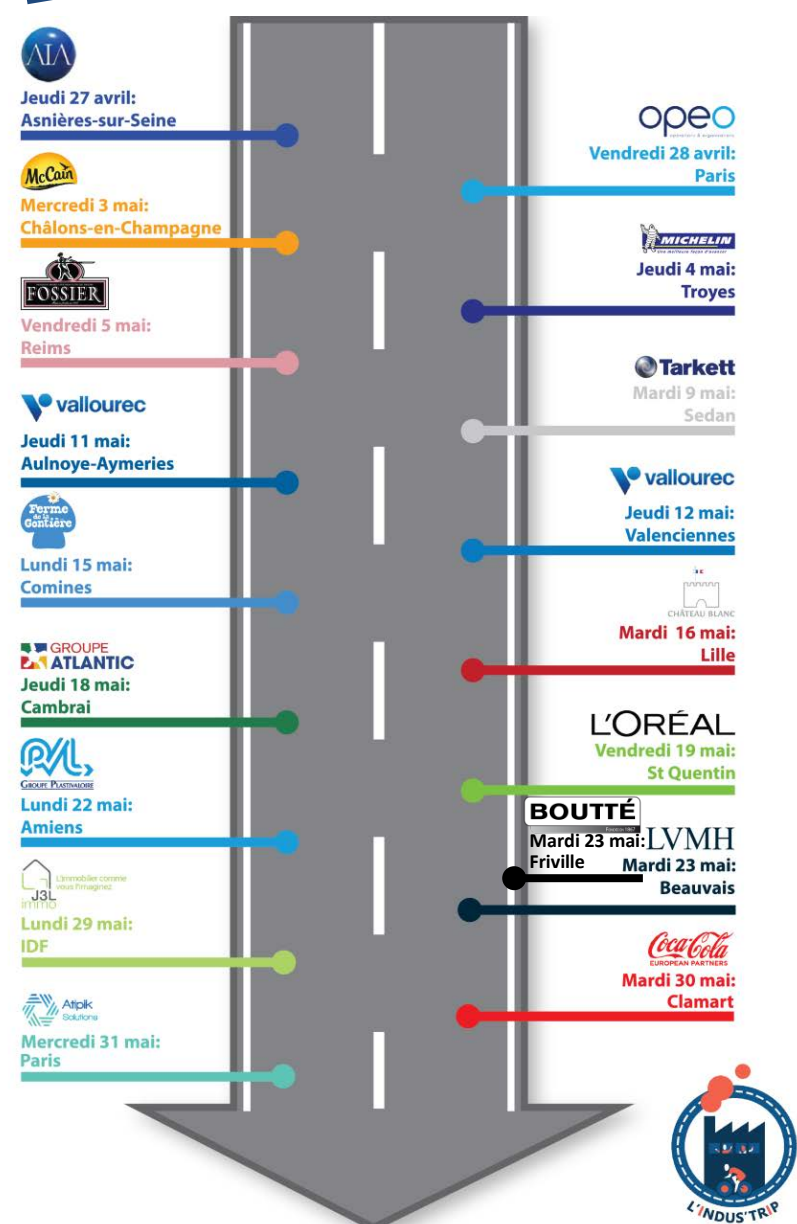 AIA
Jeudi 27 avril:
Asnières-sur-Seine
opeo
Vendredi 28 avril:
Paris
McCain
Mercredi 3 mai:
Châlons-en-Champagne
MICHELIN
Jeudi 4 mai:
Troyes
FOSSIER
Vendredi 5 mai:
Reims
Tarkett
Mardi 9 mai:
Sedan
vallourec
Jeudi 11 mai:
Aulnoye-Aymeries
vallourec
Jeudi 12 mai:
Valenciennes
Ferme
de la
Gontière
Lundi 15 mai:
Comines
CHÂTEAU BLANC
Mardi 16 mai:
Lille
GROUPE
ATLANTIC
Jeudi 18 mai:
Cambrai
L'ORÉAL
Vendredi 19 mai:
St Quentin
PVL
GROUPE PLASTIVALOIRE
Lundi 22 mai:
Amiens
BOUTTÉ
Mardi 23 mai:
Friville
LVMH
Mardi 23 mai:
Beauvais
L'immobilier comme
vous l'imaginez
J3L
immo
Lundi 29 mai:
IDF
Coca-Cola
EUROPEAN PARTNERS
Mardi 30 mai:
Clamart
Atipik
Solutions
Mercredi 31 mai:
Paris
L'INDUS'TRIP